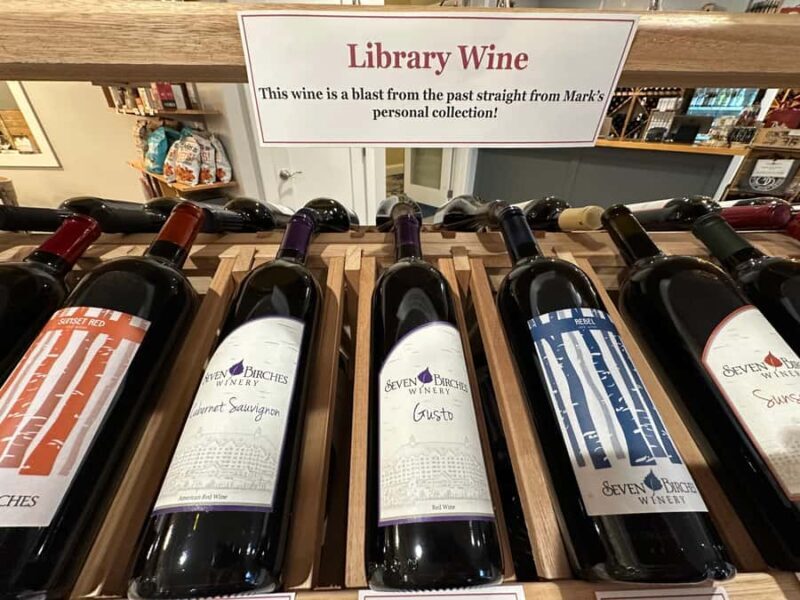 Library Wine
This wine is a blast from the past straight from Mark's
personal collection!
SUNSET RED
CHES
SEVEN BIRCHES
WINERY
Cabernet Sauvignon
American Red Wine
SEVEN BIRCHES
WINERY
Gusto
Red Wine
REBEL
SEVEN BIRCHES
WINERY
SEVEN BIRCHES
WINERY
Suns